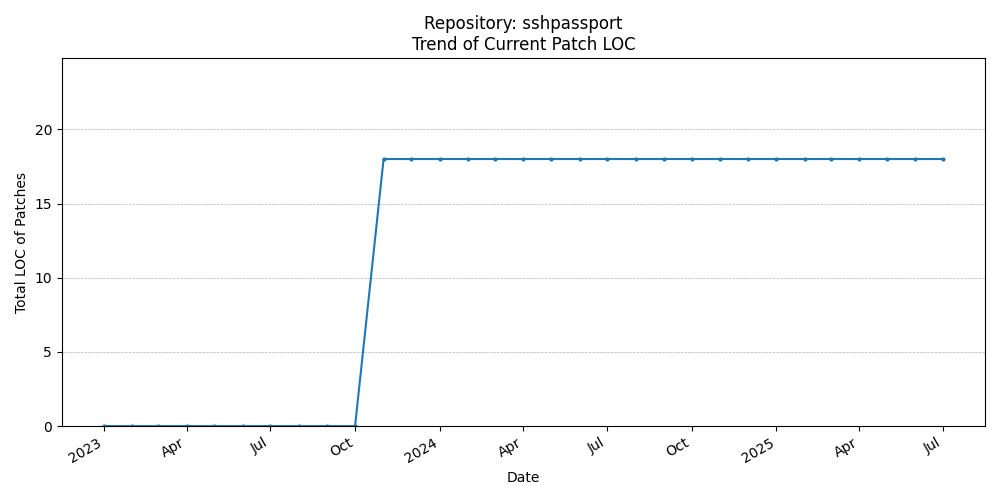 Repository: sshpassport
Trend of Current Patch LOC
Total LOC of Patches
20
15
10
5
0
2023 Apr Jul Oct 2024 Apr Jul Oct 2025 Apr Jul
Date